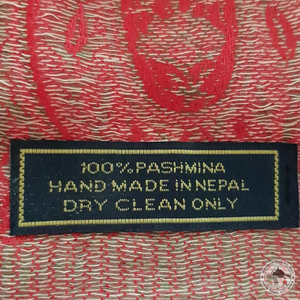 100% PASHMINA
HAND MADE IN NEPAL
DRY CLEAN ONLY